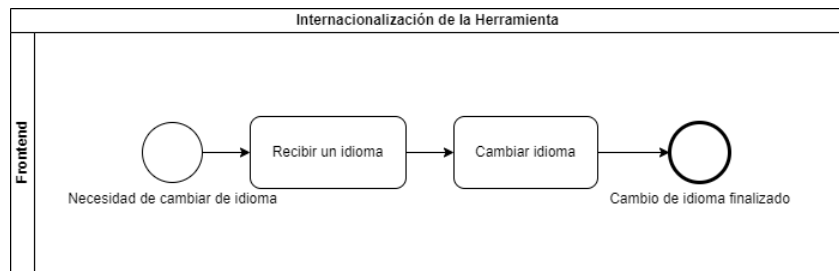 Internacionalización de la Herramienta
Frontend
Recibir un idioma
Cambiar idioma
Necesidad de cambiar de idioma
Cambio de idioma finalizado